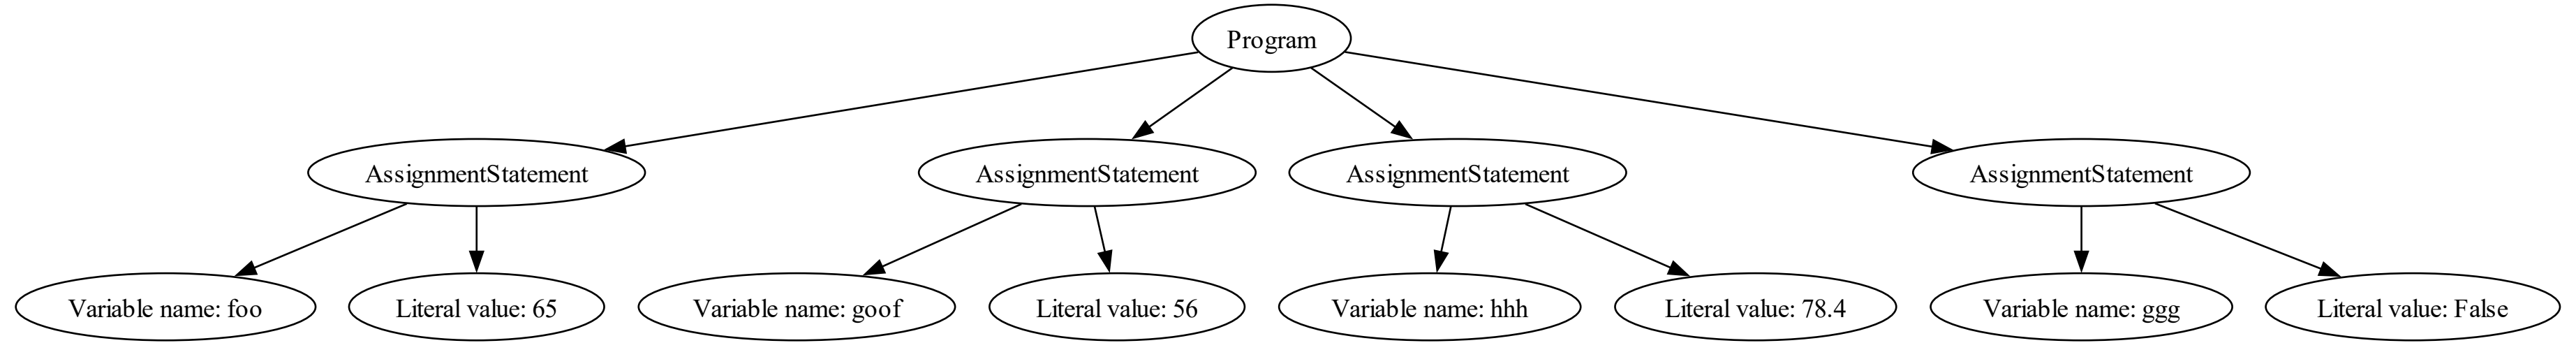 Program
AssignmentStatement
AssignmentStatement
AssignmentStatement
AssignmentStatement
Variable name: foo
Literal value: 65
Variable name: goof
Literal value: 56
Variable name: hhh
Literal value: 78.4
Variable name: ggg
Literal value: False